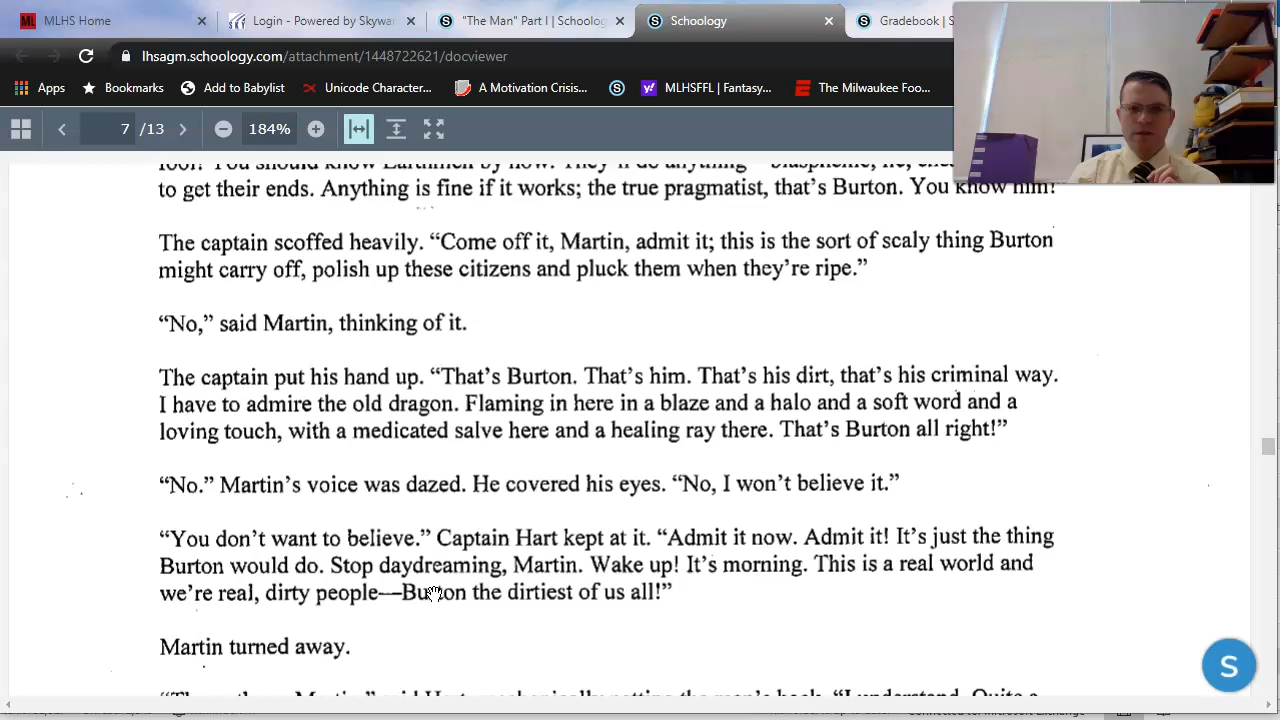 MLHS Home
Login - Powered by Skywar
"The Man" Part I | Schoolog
Schoology
Gradebook | S
lhsagm.schoology.com/attachment/1448722621/docviewer
Apps
Bookmarks
Add to Babylist
Unicode Character...
A Motivation Crisis...
MLHSFFL | Fantasy...
The Milwaukee Foo...
7 /13
184%
to get their ends. Anything is fine if it works; the true pragmatist, that's Burton. You know him!
The captain scoffed heavily. “Come off it, Martin, admit it; this is the sort of scaly thing Burton
might carry off, polish up these citizens and pluck them when they're ripe.”
“No,” said Martin, thinking of it.
The captain put his hand up. “That's Burton. That's him. That's his dirt, that's his criminal way.
I have to admire the old dragon. Flaming in here in a blaze and a halo and a soft word and a
loving touch, with a medicated salve here and a healing ray there. That's Burton all right!”
“No.” Martin's voice was dazed. He covered his eyes. “No, I won't believe it.”
“You don't want to believe.” Captain Hart kept at it. “Admit it now. Admit it! It's just the thing
Burton would do. Stop daydreaming, Martin. Wake up! It's morning. This is a real world and
we're real, dirty people—Burton the dirtiest of us all!”
Martin turned away.
S